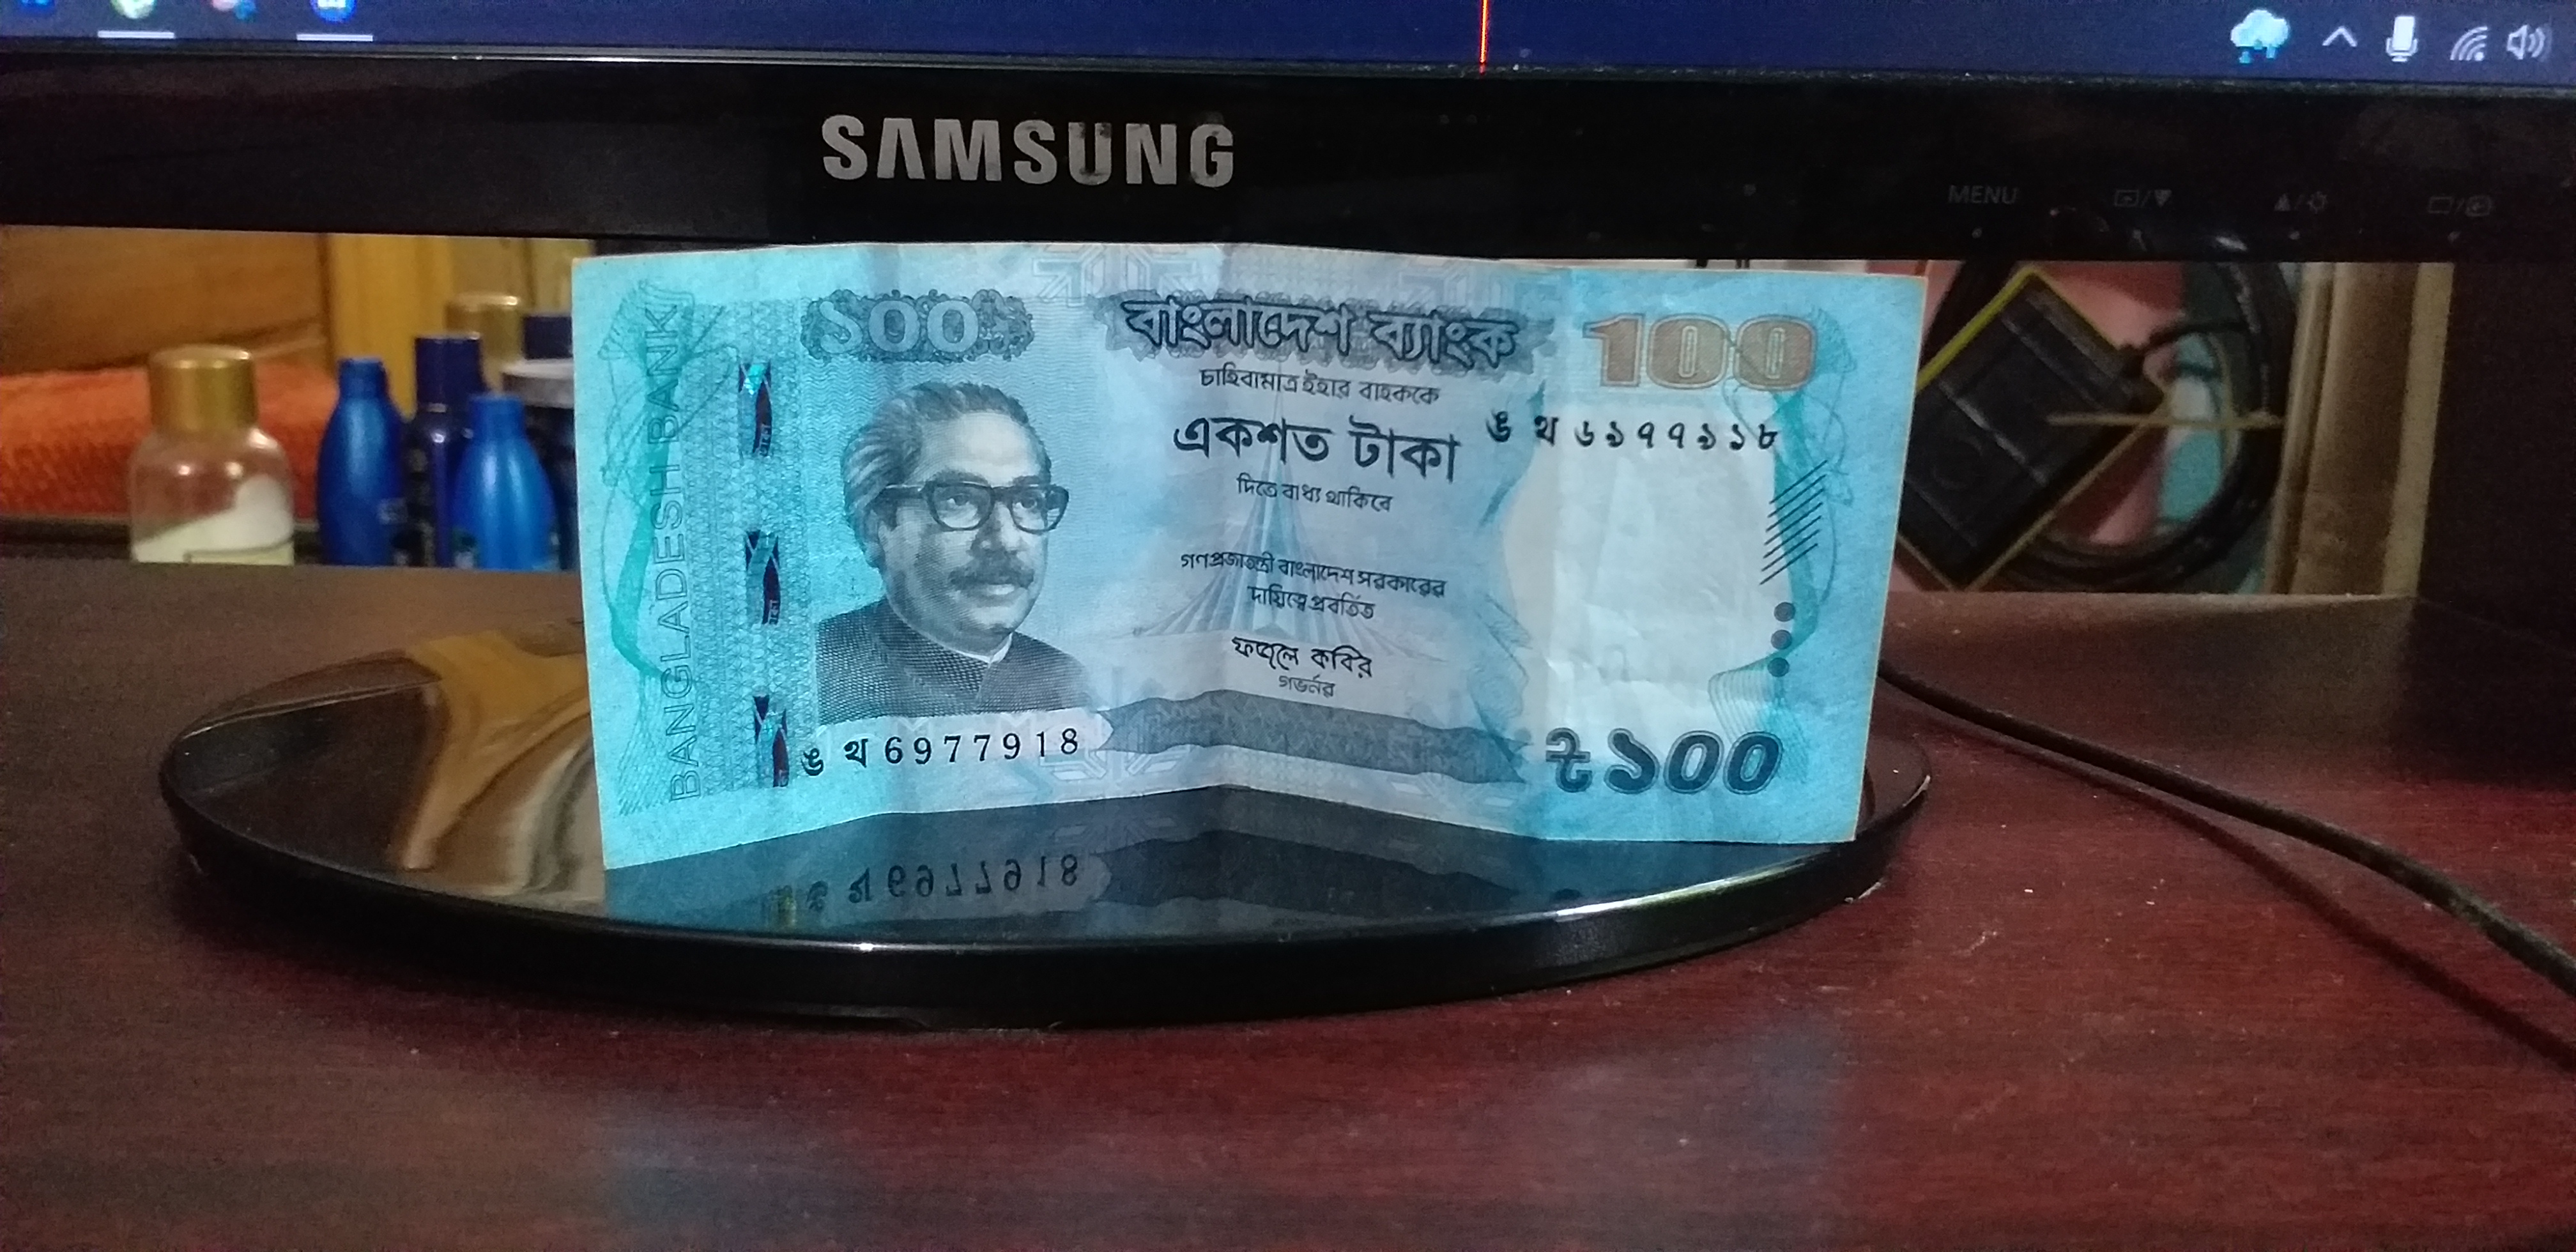 SAMSUNG
MENU
১০০
বাংলাদেশ ব্যাংক
100
চাহিবামাত্র ইহার বাহককে
একশত টাকা
ঙ থ ৬৯৭৭৯১৮
দিতে বাধ্য থাকিবে
গণপ্রজাতন্ত্রী বাংলাদেশ সরকারের
দায়িত্বে প্রবর্তিত
ফজলে কবির
গভর্নর
BANGLADESH BANK
ঙ থ 6977918
৳১০০